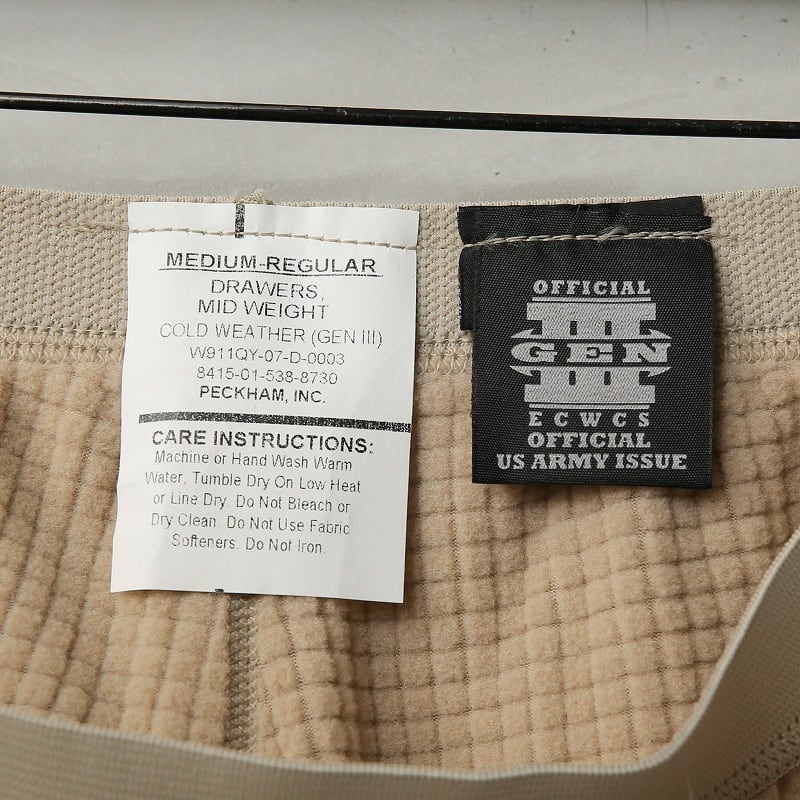 MEDIUM-REGULAR
DRAWERS,
MID WEIGHT
COLD WEATHER (GEN III)
W911QY-07-D-0003
8415-01-538-8730
PECKHAM, INC.
CARE INSTRUCTIONS:
Machine or Hand Wash Warm
Water. Tumble Dry On Low Heat
or Line Dry. Do Not Bleach or
Dry Clean. Do Not Use Fabric
Softeners. Do Not Iron.
OFFICIAL
III
GEN
ECWCS
OFFICIAL
US ARMY ISSUE